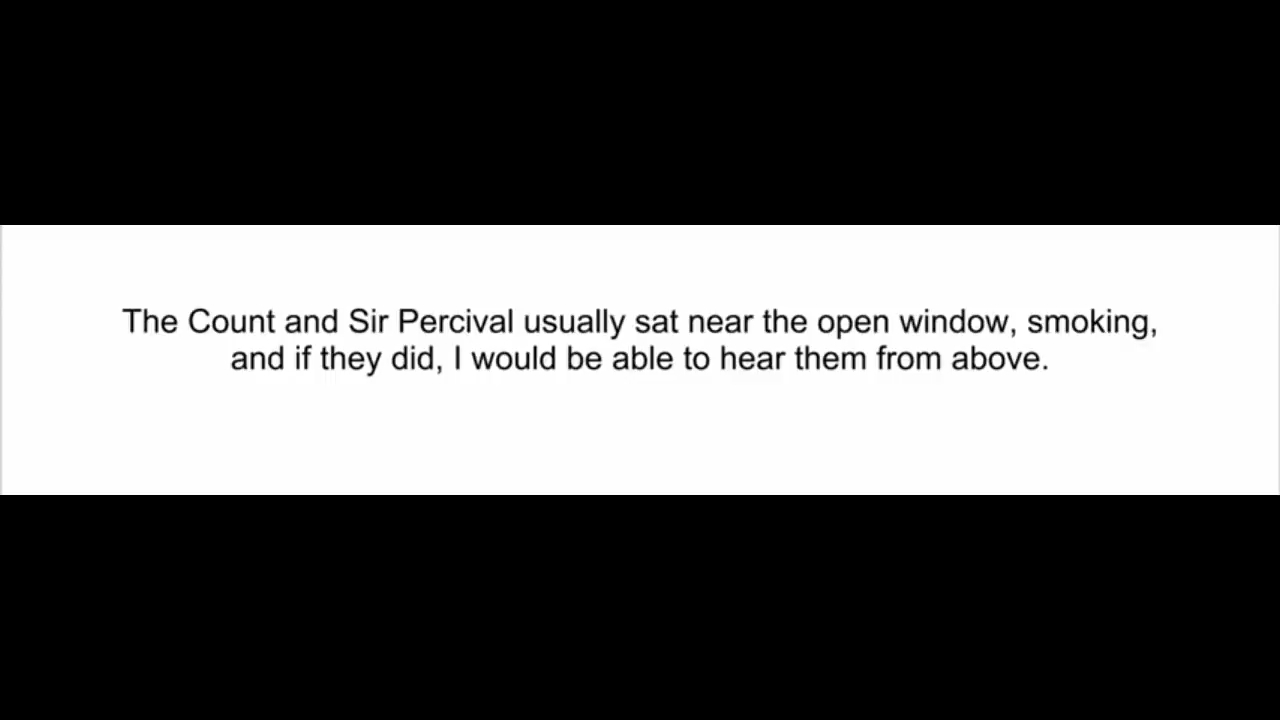 The Count and Sir Percival usually sat near the open window, smoking,
and if they did, I would be able to hear them from above.